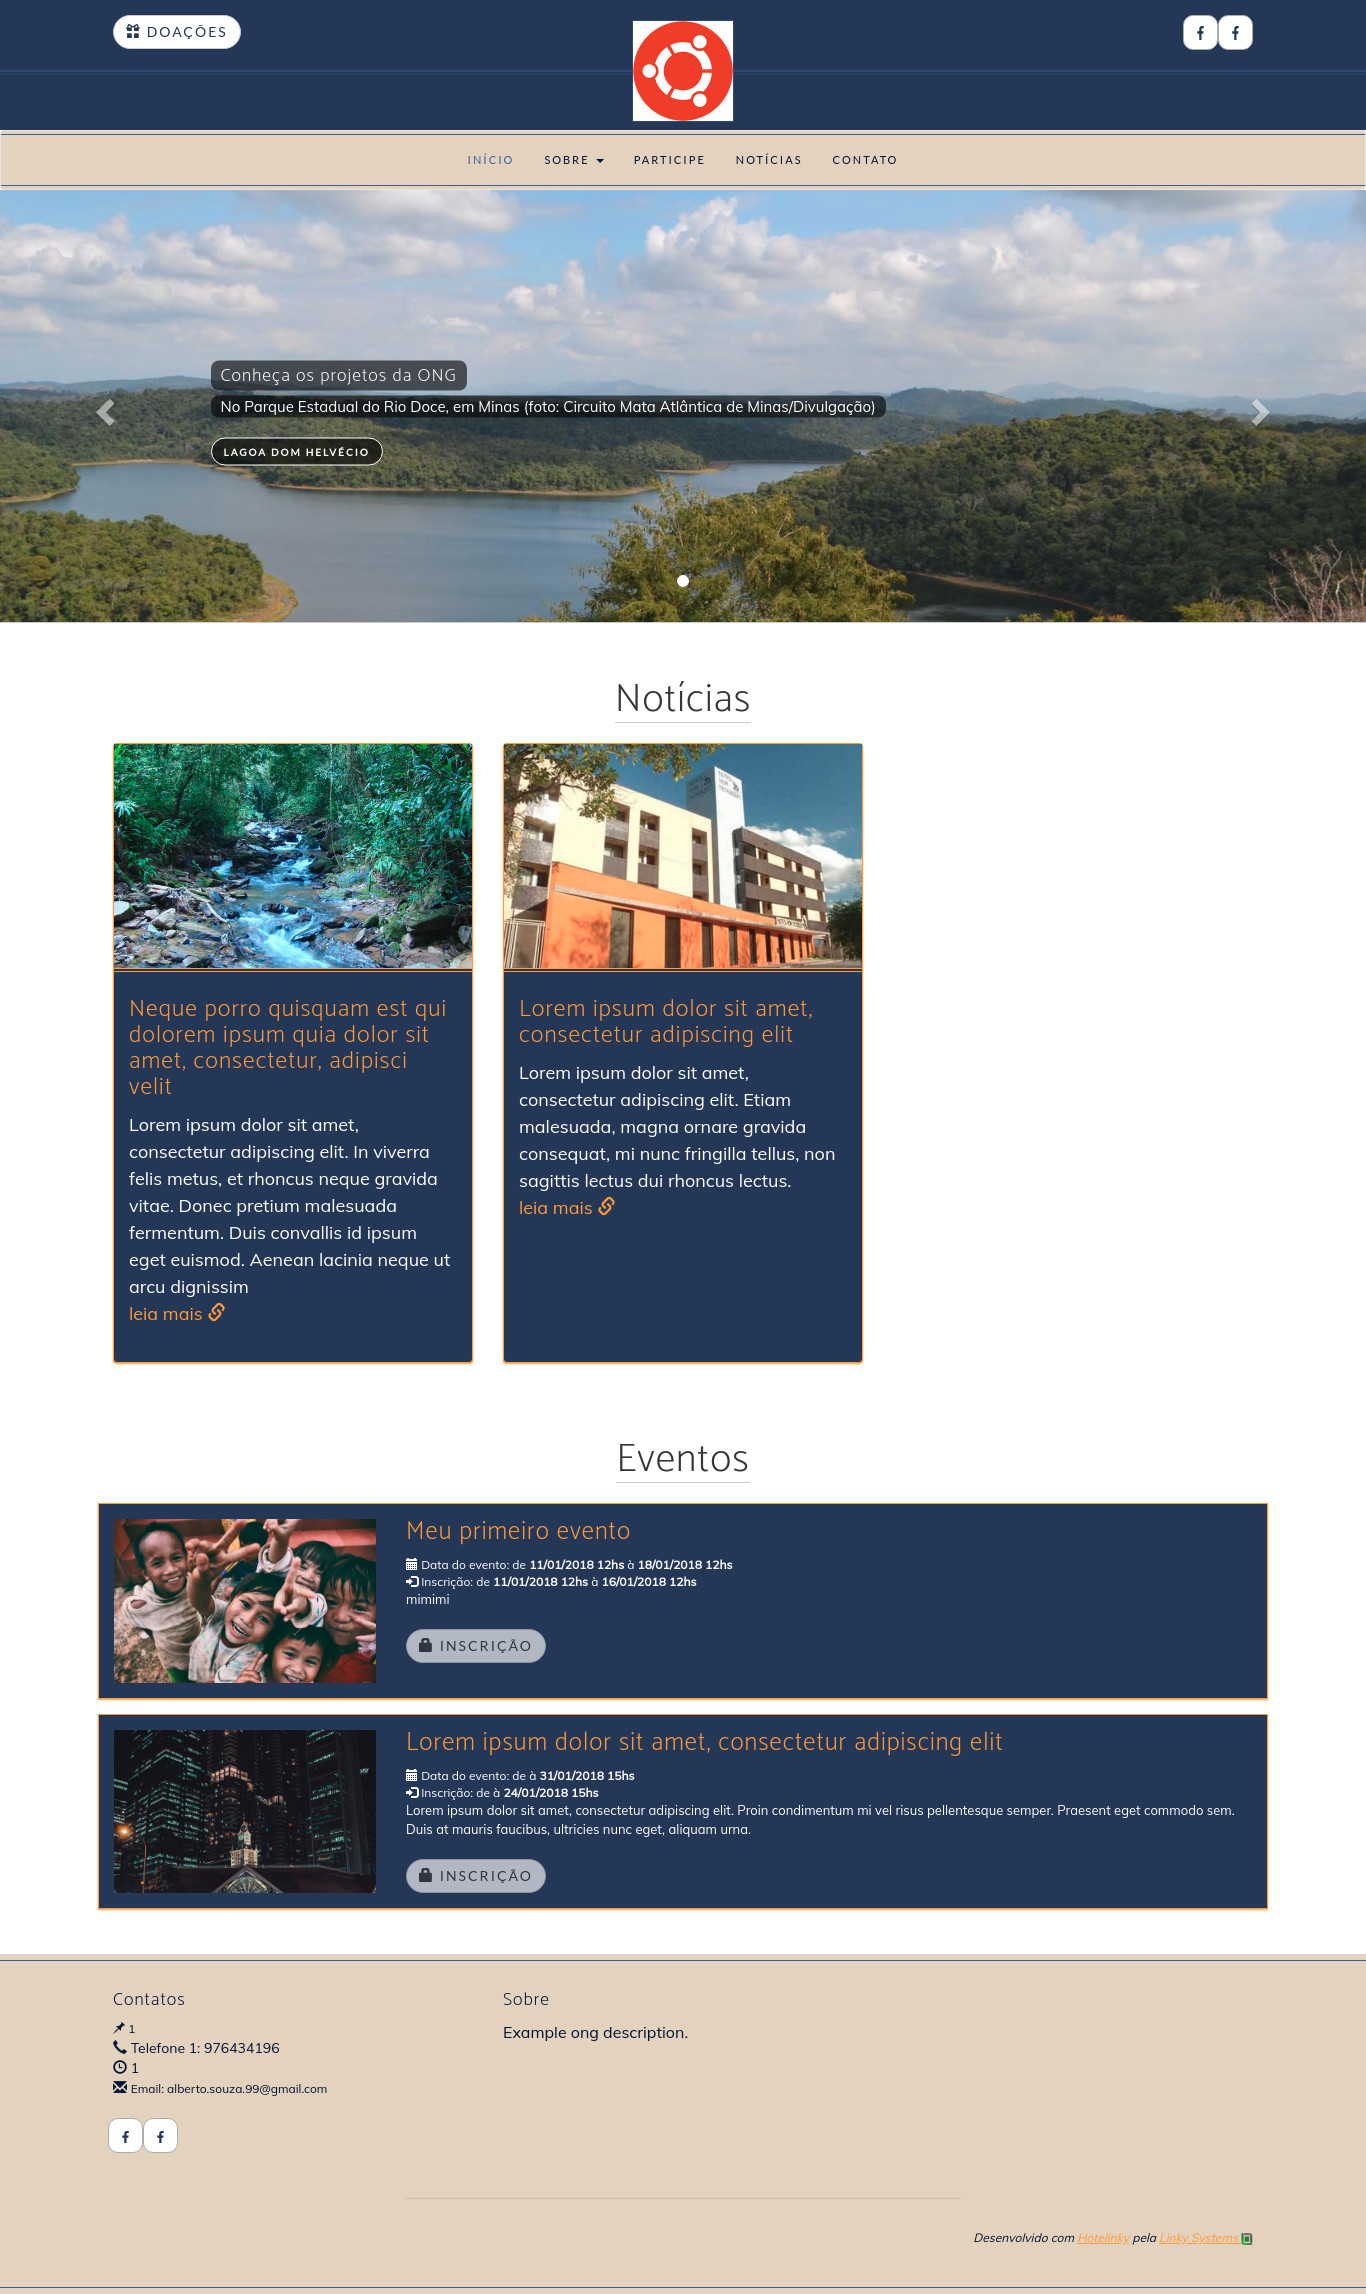 DOAÇÕES
INÍCIO SOBRE PARTICIPE NOTÍCIAS CONTATO
Conheça os projetos da ONG
No Parque Estadual do Rio Doce, em Minas (foto: Circuito Mata Atlântica de Minas/Divulgação)
LAGOA DOM HELVÉCIO
Notícias
Neque porro quisquam est qui
dolorem ipsum quia dolor sit
amet, consectetur, adipisci
velit
Lorem ipsum dolor sit amet,
consectetur adipiscing elit. In viverra
felis metus, et rhoncus neque gravida
vitae. Donec pretium malesuada
fermentum. Duis convallis id ipsum
eget euismod. Aenean lacinia neque ut
arcu dignissim
leia mais
Lorem ipsum dolor sit amet,
consectetur adipiscing elit
Lorem ipsum dolor sit amet,
consectetur adipiscing elit. Etiam
malesuada, magna ornare gravida
consequat, mi nunc fringilla tellus, non
sagittis lectus dui rhoncus lectus.
leia mais
Eventos
Meu primeiro evento
Data do evento: de 11/01/2018 12hs à 18/01/2018 12hs
Inscrição: de 11/01/2018 12hs à 16/01/2018 12hs
mimimi
INSCRIÇÃO
Lorem ipsum dolor sit amet, consectetur adipiscing elit
Data do evento: de à 31/01/2018 15hs
Inscrição: de à 24/01/2018 15hs
Lorem ipsum dolor sit amet, consectetur adipiscing elit. Proin condimentum mi vel risus pellentesque semper. Praesent eget commodo sem.
Duis at mauris faucibus, ultricies nunc eget, aliquam urna.
INSCRIÇÃO
Contatos
1
Telefone 1: 976434196
1
Email: alberto.souza.99@gmail.com
Sobre
Example ong description.
Desenvolvido com Hotelinky pela Linky Systems